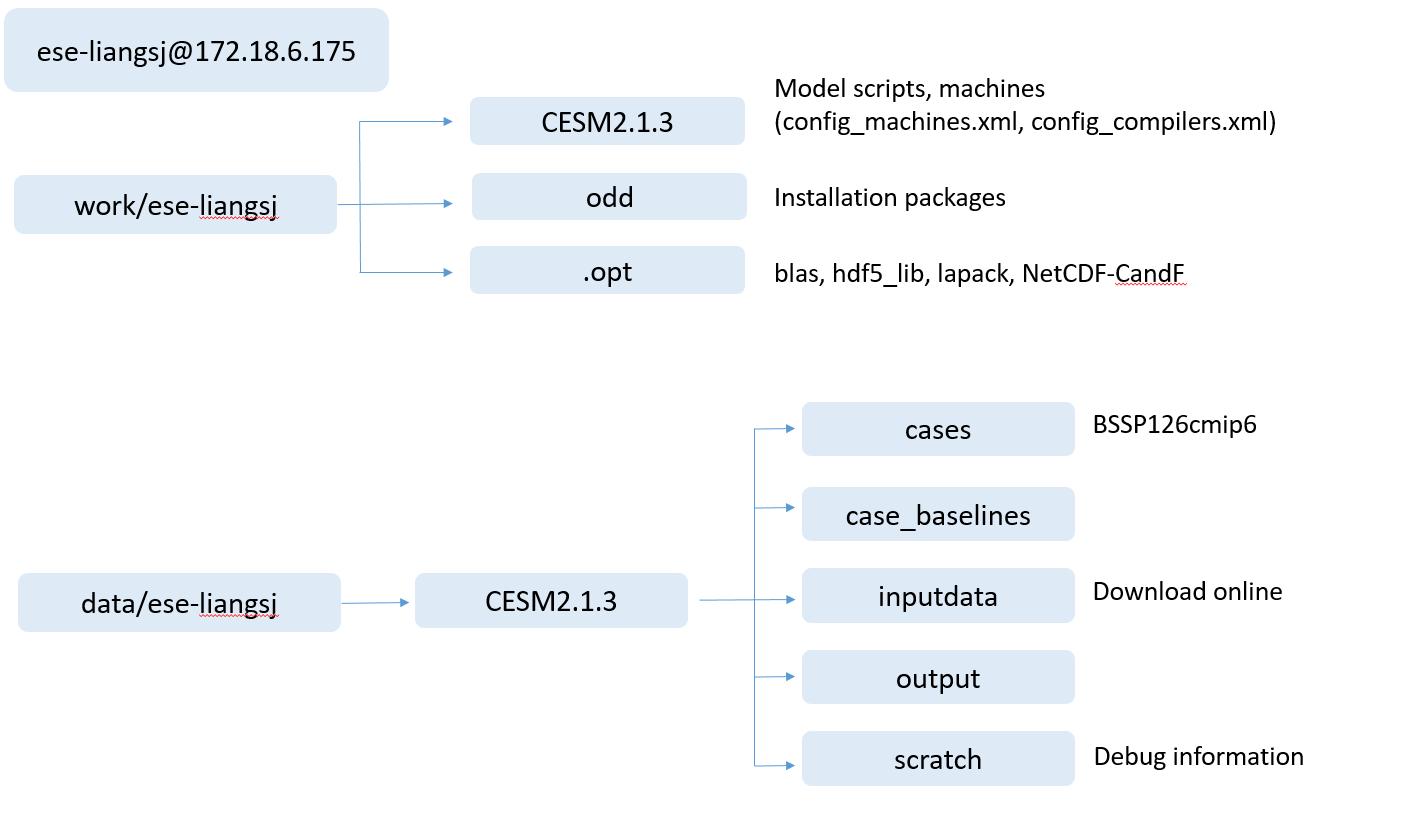 ese-liangsj@172.18.6.175
work/ese-liangsj
CESM2.1.3
Model scripts, machines
(config_machines.xml, config_compilers.xml)
odd
Installation packages
.opt
blas, hdf5_lib, lapack, NetCDF-CandF
data/ese-liangsj
CESM2.1.3
cases
BSSP126cmip6
case_baselines
inputdata
Download online
output
scratch
Debug information